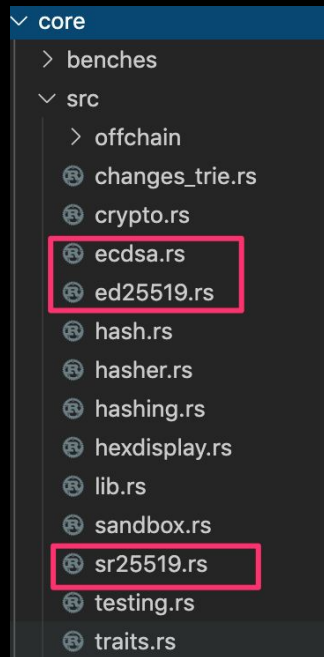 core
benches
src
offchain
changes_trie.rs
crypto.rs
ecdsa.rs
ed25519.rs
hash.rs
hasher.rs
hashing.rs
hexdisplay.rs
lib.rs
sandbox.rs
sr25519.rs
testing.rs
traits.rs